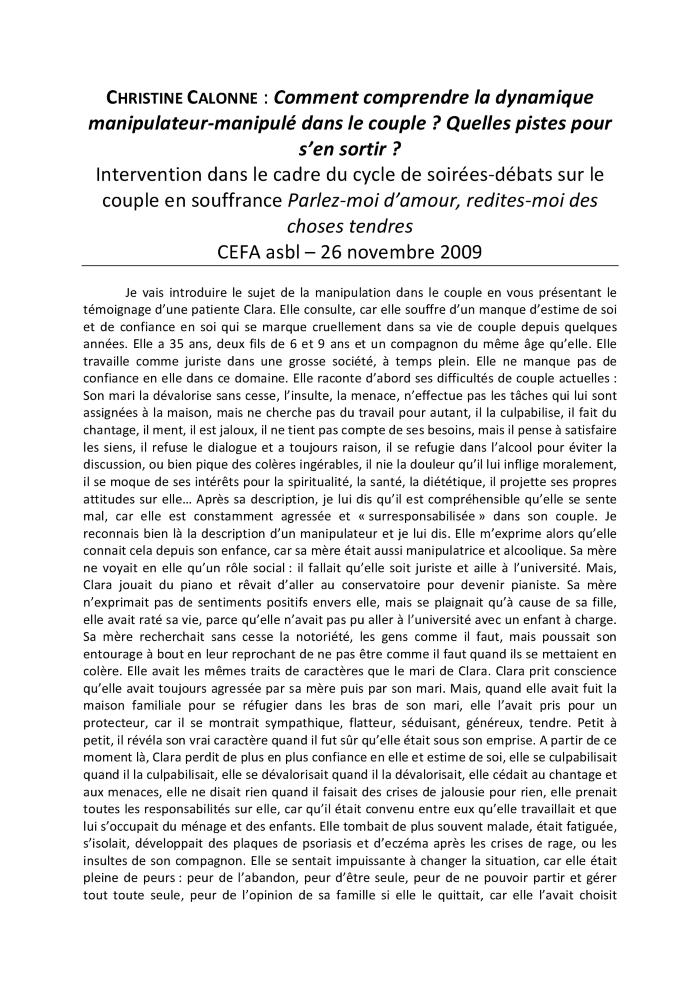 CHRISTINE CALONNE : Comment comprendre la dynamique
manipulateur-manipulé dans le couple ? Quelles pistes pour
s’en sortir ?
Intervention dans le cadre du cycle de soirées-débats sur le
couple en souffrance Parlez-moi d’amour, redites-moi des
choses tendres
CEFA asbl – 26 novembre 2009
Je vais introduire le sujet de la manipulation dans le couple en vous présentant le
témoignage d’une patiente Clara. Elle consulte, car elle souffre d’un manque d’estime de soi
et de confiance en soi qui se marque cruellement dans sa vie de couple depuis quelques
années. Elle a 35 ans, deux fils de 6 et 9 ans et un compagnon du même âge qu’elle. Elle
travaille comme juriste dans une grosse société, à temps plein. Elle ne manque pas de
confiance en elle dans ce domaine. Elle raconte d’abord ses difficultés de couple actuelles :
Son mari la dévalorise sans cesse, l’insulte, la menace, n’effectue pas les tâches qui lui sont
assignées à la maison, mais ne cherche pas du travail pour autant, il la culpabilise, il fait du
chantage, il ment, il est jaloux, il ne tient pas compte de ses besoins, mais il pense à satisfaire
les siens, il refuse le dialogue et a toujours raison, il se refugie dans l’alcool pour éviter la
discussion, ou bien pique des colères ingérables, il nie la douleur qu’il lui inflige moralement,
il se moque de ses intérêts pour la spiritualité, la santé, la diététique, il projette ses propres
attitudes sur elle… Après sa description, je lui dis qu’il est compréhensible qu’elle se sente
mal, car elle est constamment agressée et « surresponsabilisée » dans son couple. Je
reconnais bien là la description d’un manipulateur et je lui dis. Elle m’exprime alors qu’elle
connait cela depuis son enfance, car sa mère était aussi manipulatrice et alcoolique. Sa mère
ne voyait en elle qu’un rôle social : il fallait qu’elle soit juriste et aille à l’université. Mais,
Clara jouait du piano et rêvait d’aller au conservatoire pour devenir pianiste. Sa mère
n’exprimait pas de sentiments positifs envers elle, mais se plaignait qu’à cause de sa fille,
elle avait raté sa vie, parce qu’elle n’avait pas pu aller à l’université avec un enfant à charge.
Sa mère recherchait sans cesse la notoriété, les gens comme il faut, mais poussait son
entourage à bout en leur reprochant de ne pas être comme il faut quand ils se mettaient en
colère. Elle avait les mêmes traits de caractères que le mari de Clara. Clara prit conscience
qu’elle avait toujours agressée par sa mère puis par son mari. Mais, quand elle avait fuit la
maison familiale pour se réfugier dans les bras de son mari, elle l’avait pris pour un
protecteur, car il se montrait sympathique, flatteur, séduisant, généreux, tendre. Petit à
petit, il révéla son vrai caractère quand il fut sûr qu’elle était sous son emprise. A partir de ce
moment là, Clara perdit de plus en plus confiance en elle et estime de soi, elle se culpabilisait
quand il la culpabilisait, elle se dévalorisait quand il la dévalorisait, elle cédait au chantage et
aux menaces, elle ne disait rien quand il faisait des crises de jalousie pour rien, elle prenait
toutes les responsabilités sur elle, car qu’il était convenu entre eux qu’elle travaillait et que
lui s’occupait du ménage et des enfants. Elle tombait de plus souvent malade, était fatiguée,
s’isolait, développait des plaques de psoriasis et d’eczéma après les crises de rage, ou les
insultes de son compagnon. Elle se sentait impuissante à changer la situation, car elle était
pleine de peurs : peur de l’abandon, peur d’être seule, peur de ne pouvoir partir et gérer
tout toute seule, peur de l’opinion de sa famille si elle le quittait, car elle l’avait choisit